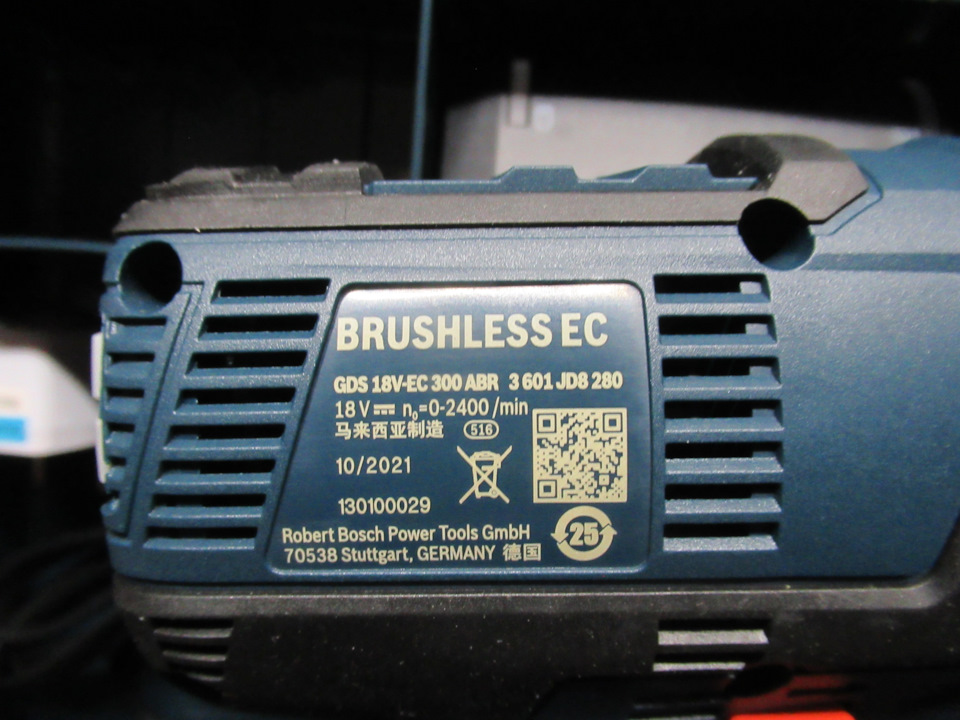 BRUSHLESS EC
GDS 18V-EC 300 ABR 3 601 JD8 280
18 V⎓ n₀=0-2400 /min
马来西亚制造 516
10/2021
130100029
Robert Bosch Power Tools GmbH
70538 Stuttgart, GERMANY 德国
25